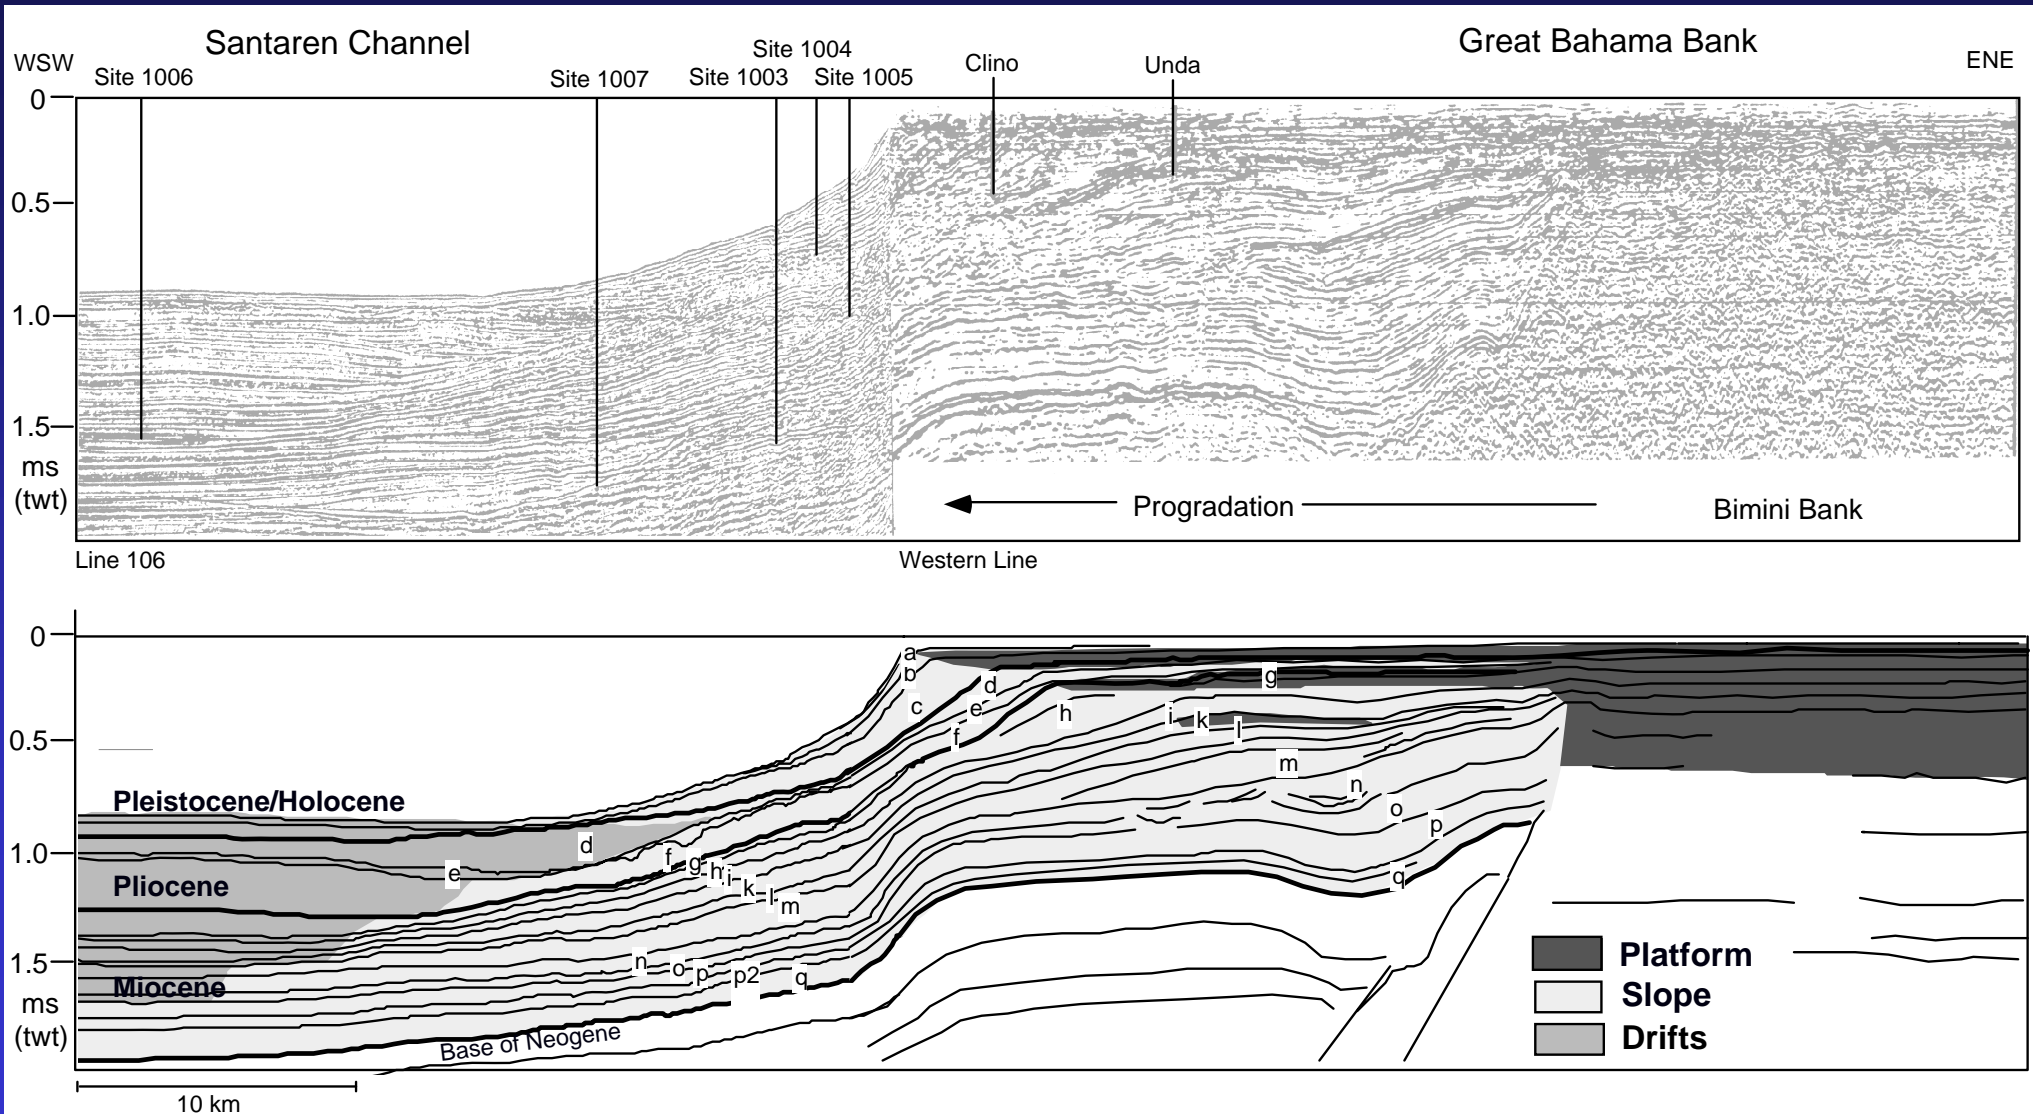 Santaren Channel
Great Bahama Bank
WSW
Site 1006
Site 1007
Site 1003
Site 1004
Site 1005
Clino
Unda
ENE
0
0.5
1.0
1.5
ms
(twt)
Progradation
Bimini Bank
Line 106
Western Line
0
0.5
1.0
1.5
ms
(twt)
a
b
c
d
e
f
g
h
i
k
l
m
n
o
p
q
Pleistocene/Holocene
Pliocene
Miocene
d
e
f
g
h
i
k
l
m
n
o
p
p2
q
Base of Neogene
Platform
Slope
Drifts
10 km